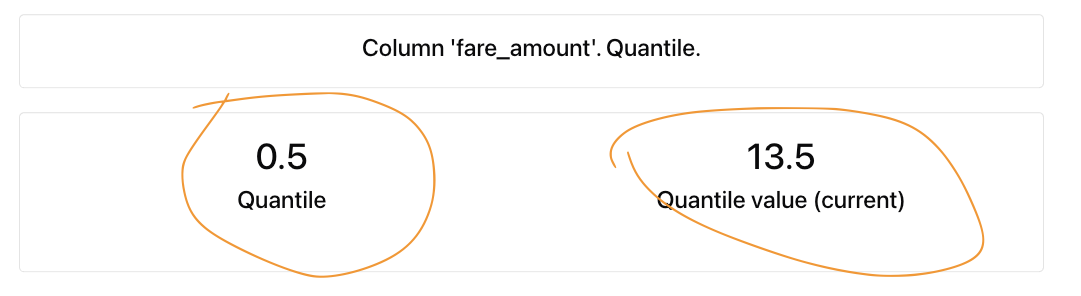 Column 'fare_amount'. Quantile.
0.5
Quantile
13.5
Quantile value (current)